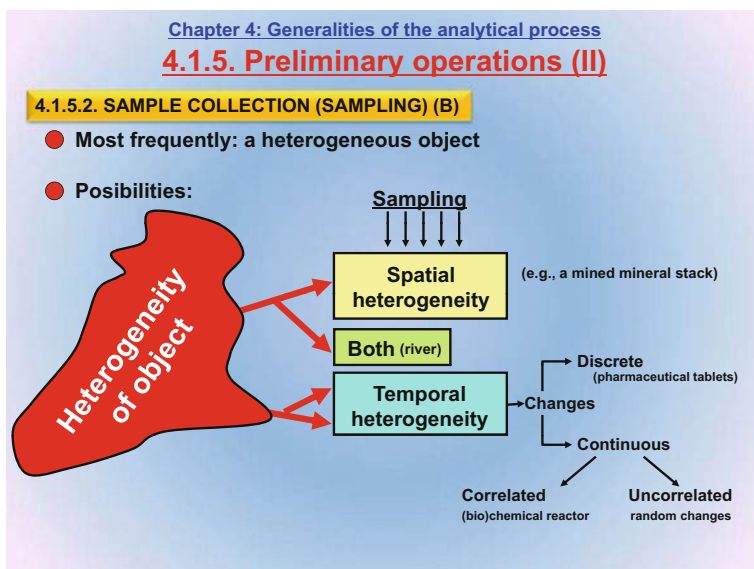 Chapter 4: Generalities of the analytical process
4.1.5. Preliminary operations (II)
4.1.5.2. SAMPLE COLLECTION (SAMPLING) (B)
Most frequently: a heterogeneous object
Posibilities:
Sampling
Heterogeneity
of object
Spatial
heterogeneity
(e.g., a mined mineral stack)
Both (river)
Temporal
heterogeneity
Changes
Discrete
(pharmaceutical tablets)
Continuous
Correlated
(bio)chemical reactor
Uncorrelated
random changes